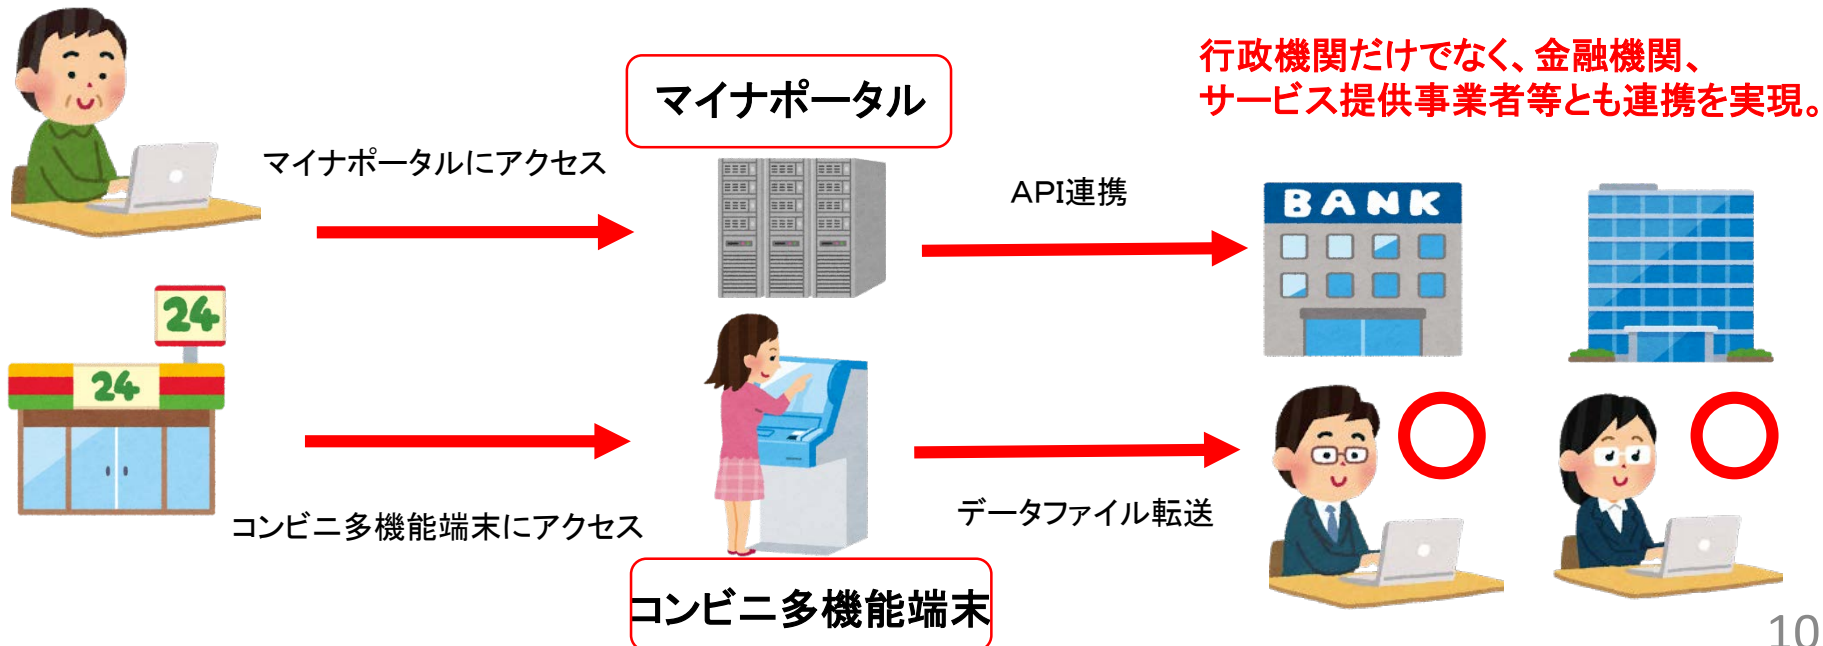 行政機関だけでなく、金融機関、
サービス提供事業者等とも連携を実現。
マイナポータル
マイナポータルにアクセス
API連携
BANK
24
24
コンビニ多機能端末にアクセス
データファイル転送
コンビニ多機能端末
10